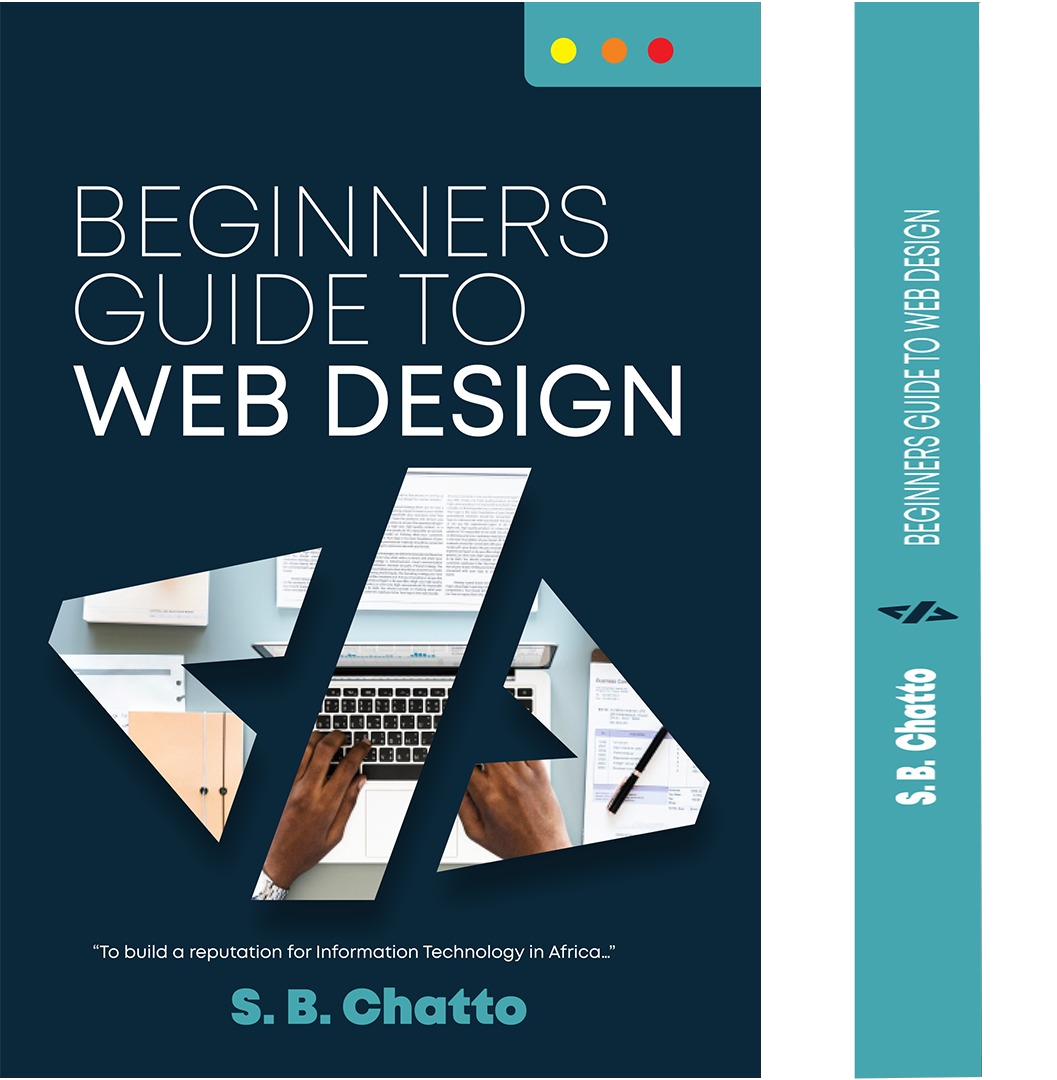 BEGINNERS
GUIDE TO
WEB DESIGN
“To build a reputation for Information Technology in Africa...”
S. B. Chatto
BEGINNERS GUIDE TO WEB DESIGN
S. B. Chatto